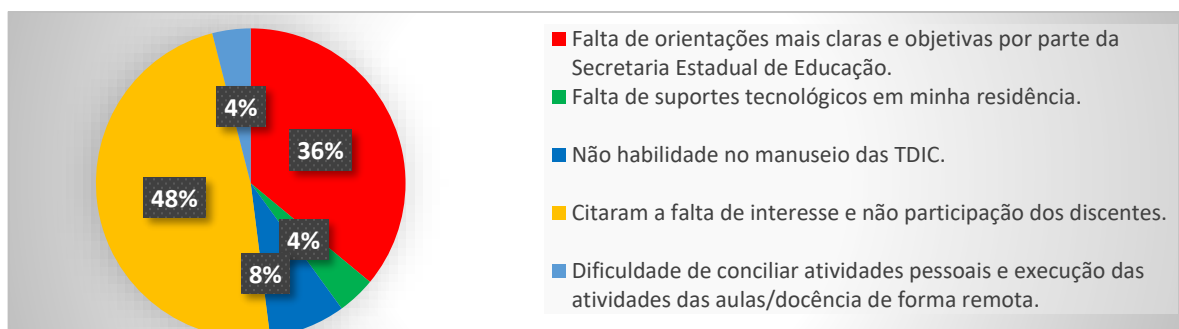 4%
36%
48%
4%
8%
Falta de orientações mais claras e objetivas por parte da
Secretaria Estadual de Educação.
Falta de suportes tecnológicos em minha residência.
Não habilidade no manuseio das TDIC.
Citaram a falta de interesse e não participação dos discentes.
Dificuldade de conciliar atividades pessoais e execução das
atividades das aulas/docência de forma remota.